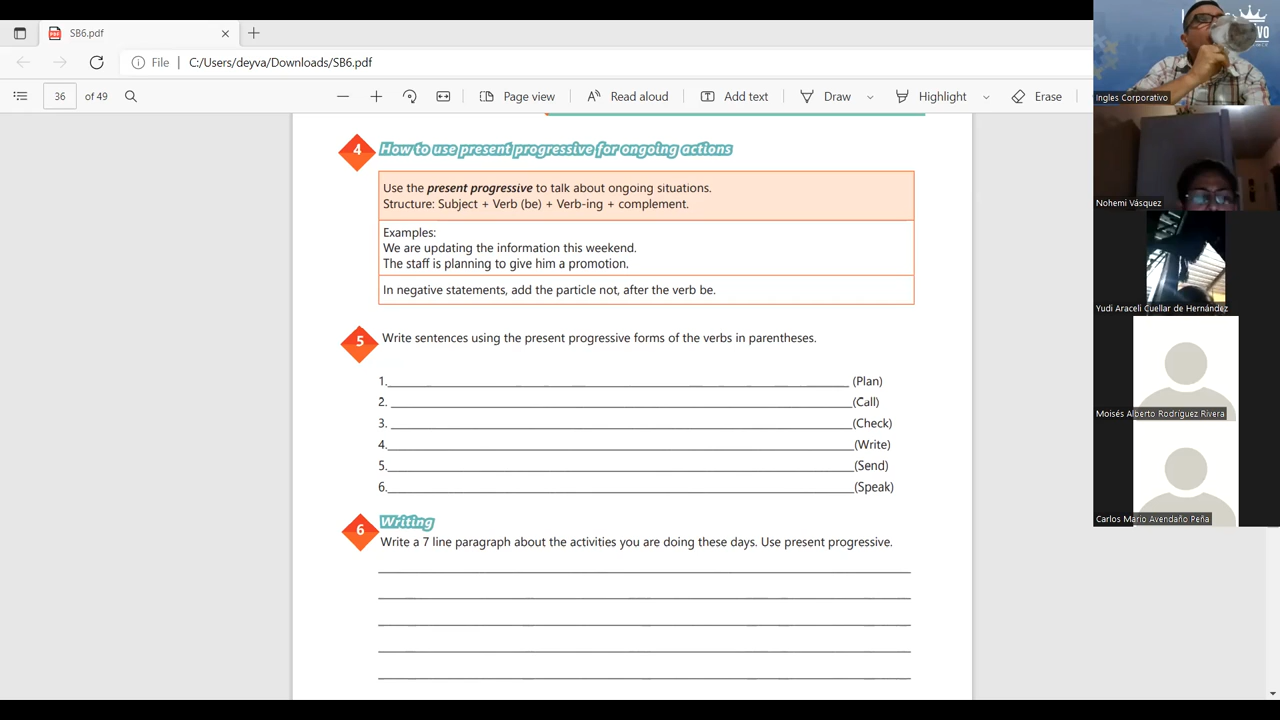 SB6.pdf
File
C:/Users/deyva/Downloads/SB6.pdf
36 of 49
Page view
Read aloud
Add text
Draw
Highlight
Erase
4
How to use present progressive for ongoing actions
Use the present progressive to talk about ongoing situations.
Structure: Subject + Verb (be) + Verb-ing + complement.
Examples:
We are updating the information this weekend.
The staff is planning to give him a promotion.
In negative statements, add the particle not, after the verb be.
5
Write sentences using the present progressive forms of the verbs in parentheses.
1. (Plan)
2. (Call)
3. (Check)
4. (Write)
5. (Send)
6. (Speak)
6
Writing
Write a 7 line paragraph about the activities you are doing these days. Use present progressive.
Ingles Corporativo
Nohemi Vásquez
Yudi Araceli Cuellar de Hernández
Moisés Alberto Rodríguez Rivera
Carlos Mario Avendaño Peña